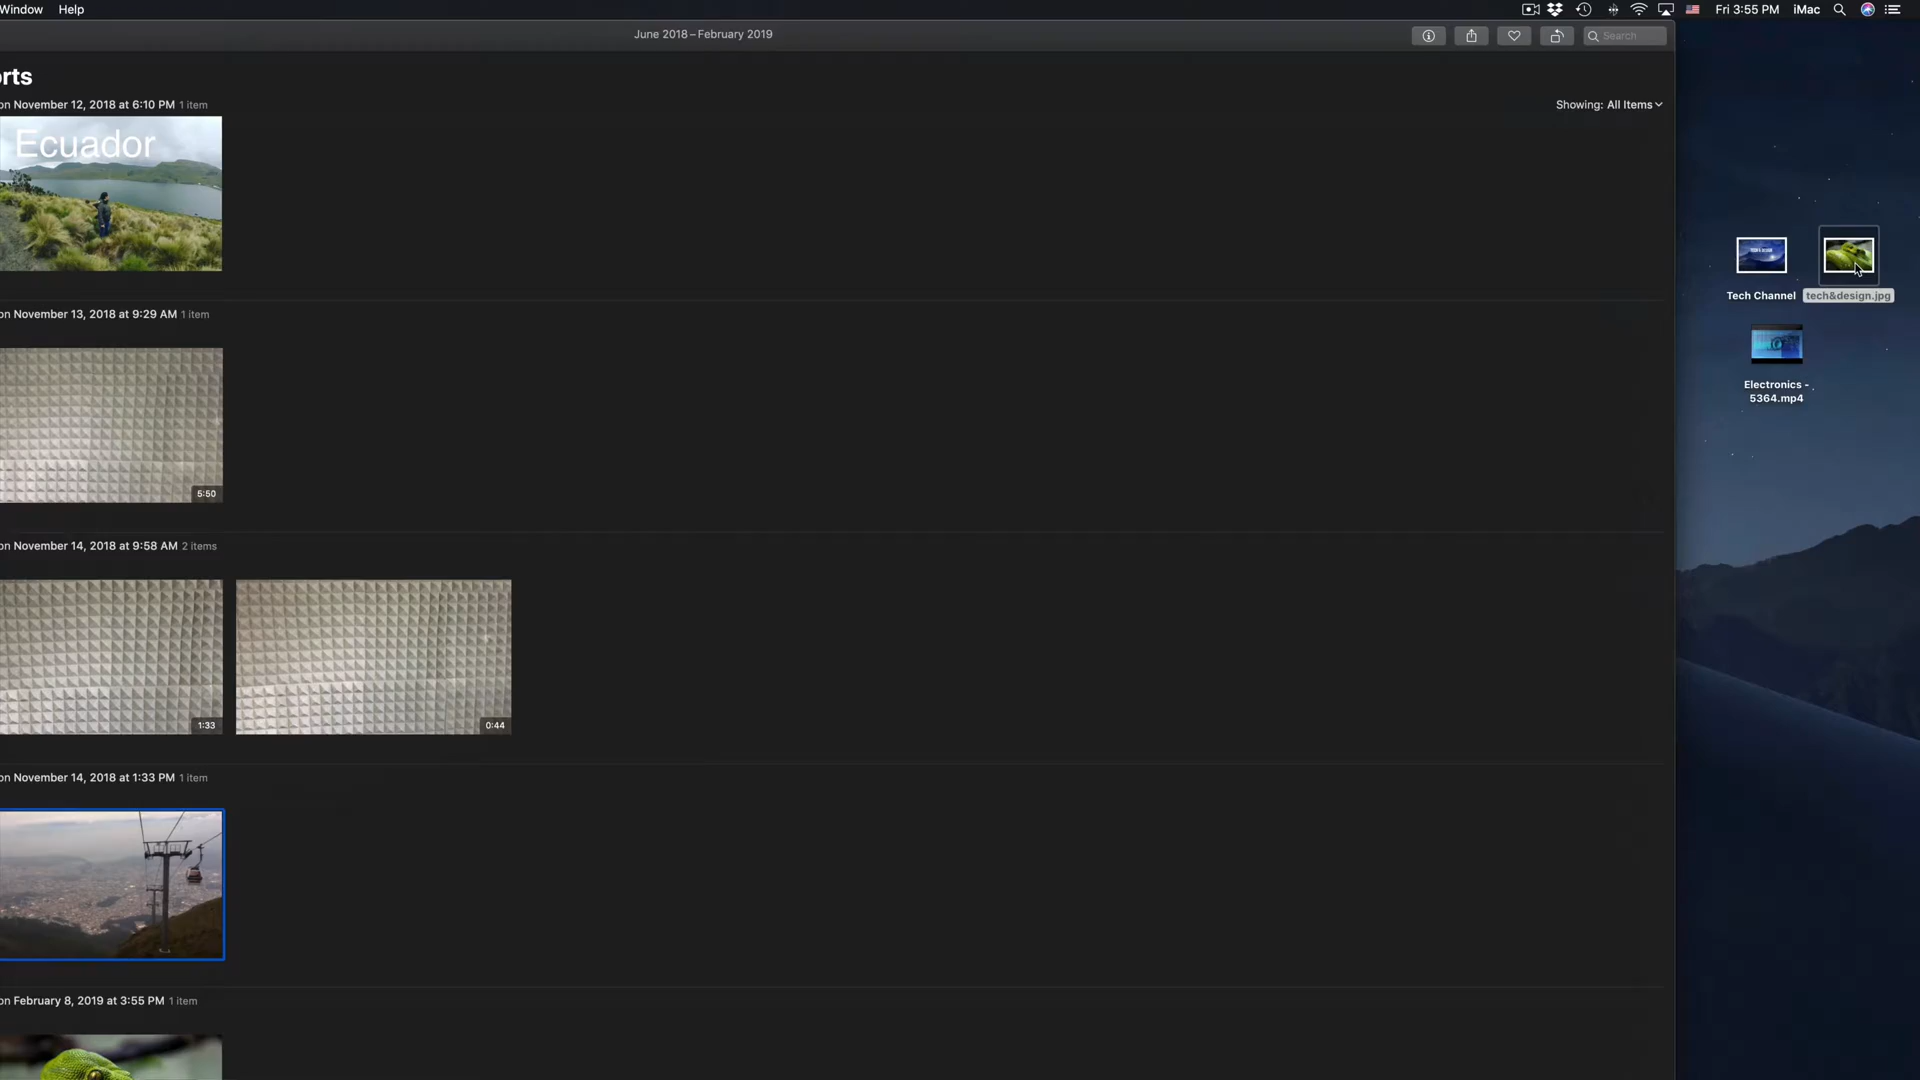 Window Help
Fri 3:55 PM iMac
June 2018 – February 2019
Search
orts
on November 12, 2018 at 6:10 PM 1 item
Showing: All Items
Ecuador
TECH & DESIGN
Tech Channel
tech&design.jpg
on November 13, 2018 at 9:29 AM 1 item
Electronics -
5364.mp4
5:50
on November 14, 2018 at 9:58 AM 2 items
1:33
0:44
on November 14, 2018 at 1:33 PM 1 item
on February 8, 2019 at 3:55 PM 1 item